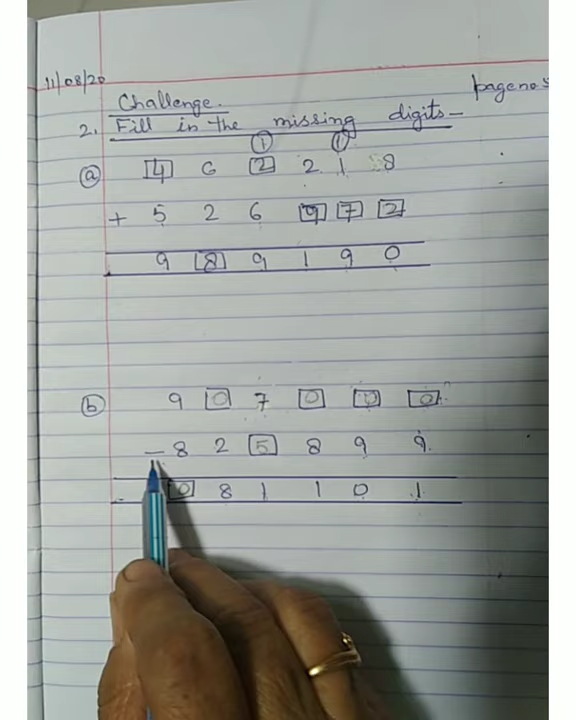 11/08/20
pageno 5
Challenge.
2. Fill in the missing digits-
1 1
(a) 4 6 2 2 1 8
+ 5 2 6 9 7 2
9 8 9 1 9 0
(b) 9 0 7 0 0 0
- 8 2 5 8 9 9
0 8 1 1 0 1